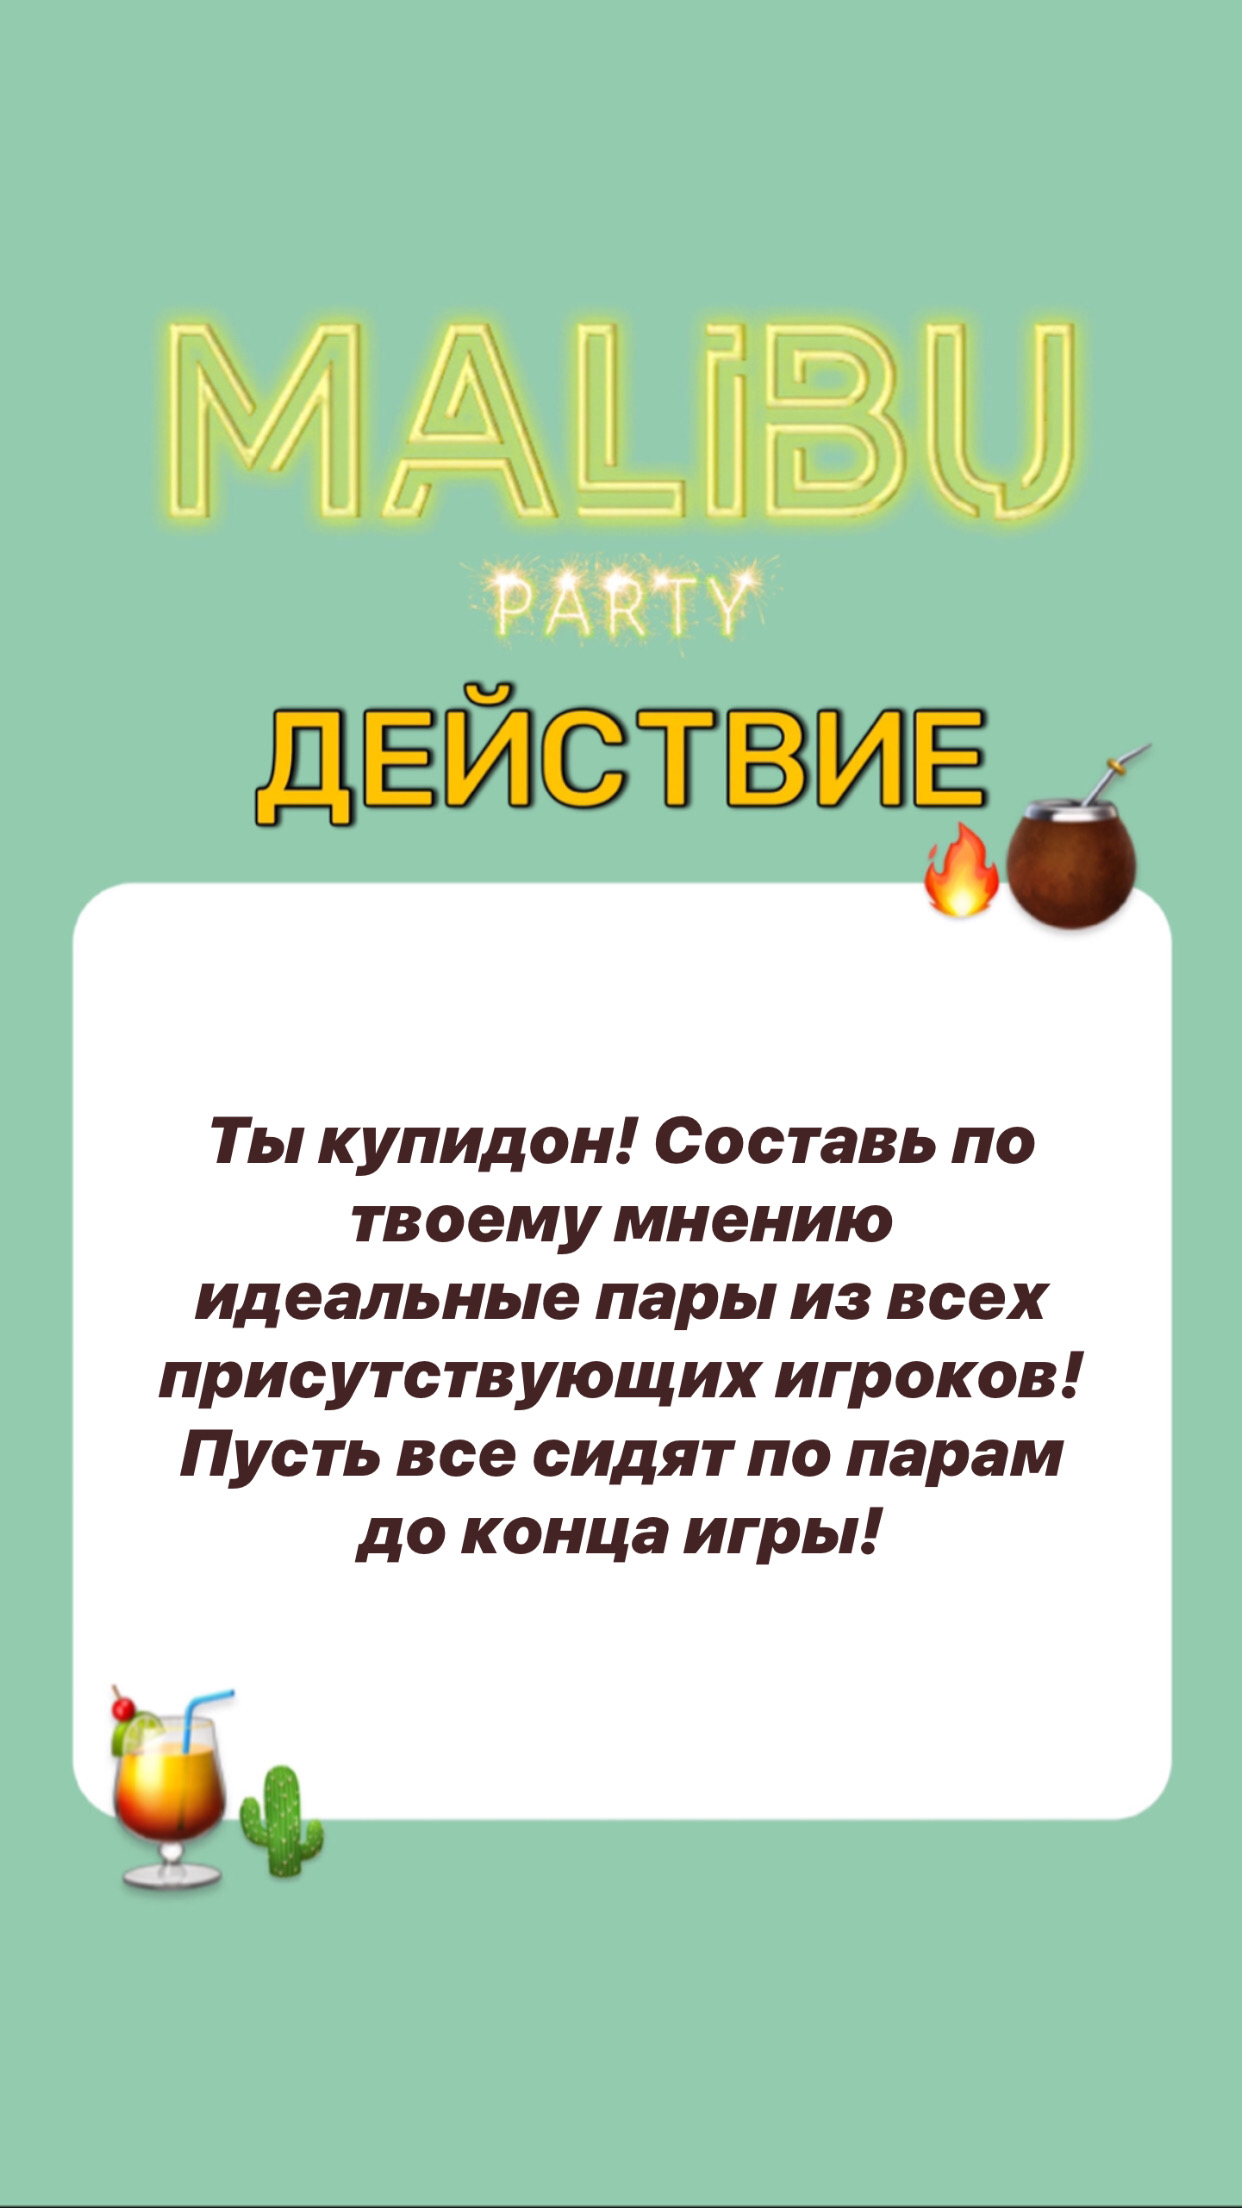 MALiBU
PARTY
ДЕЙСТВИЕ
Ты купидон! Составь по
твоему мнению
идеальные пары из всех
присутствующих игроков!
Пусть все сидят по парам
до конца игры!